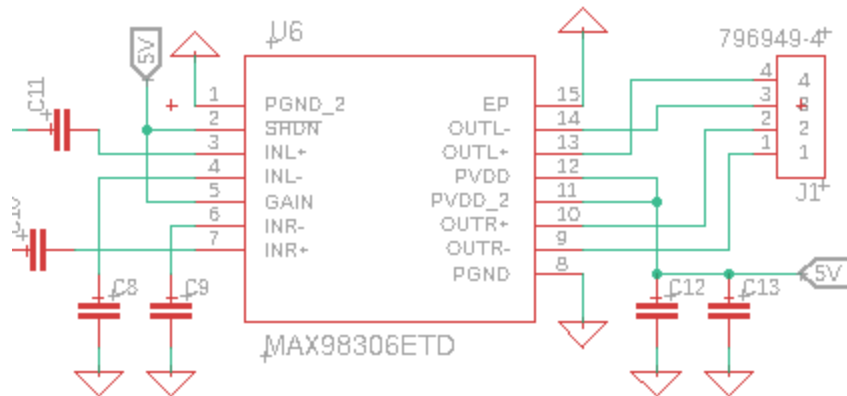 U6
796949-4
5V
C11
1 PGND_2 EP 15
2 SHDN OUTL- 14
3 INL+ OUTL+ 13
4 INL- PVDD 12
5 GAIN PVDD_2 11
6 INR- OUTR+ 10
7 INR+ OUTR- 9
PGND 8
4 4
3
2 2
1 1
J1
5V
C8
C9
C12
C13
MAX98306ETD